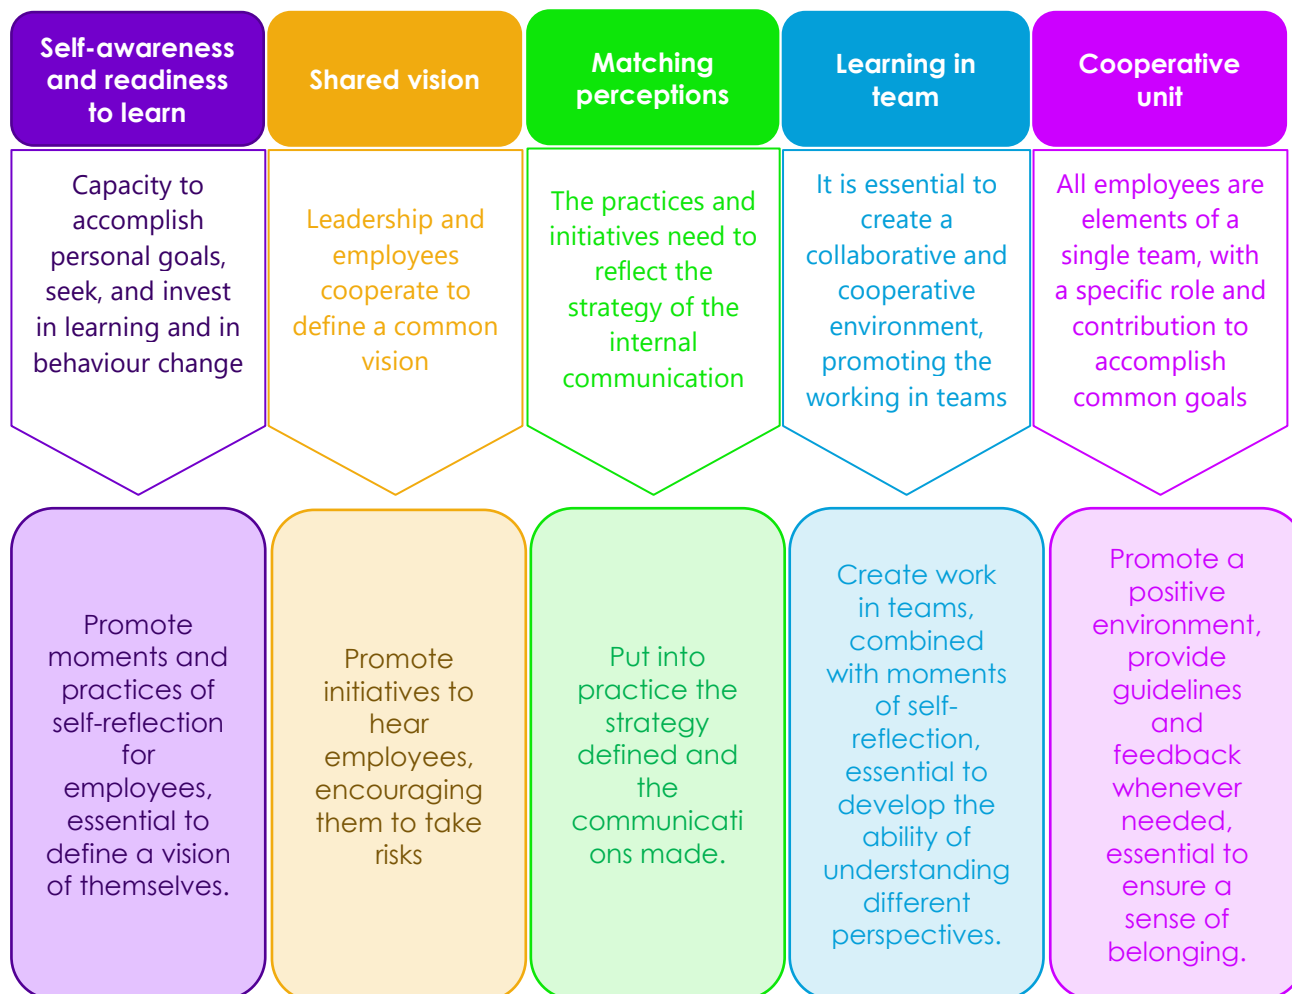 Self-awareness
and readiness
to learn
Shared vision
Matching
perceptions
Learning in
team
Cooperative
unit
Capacity to
accomplish
personal goals,
seek, and invest
in learning and in
behaviour change
Leadership and
employees
cooperate to
define a common
vision
The practices and
initiatives need to
reflect the
strategy of the
internal
communication
It is essential to
create a
collaborative and
cooperative
environment,
promoting the
working in teams
All employees are
elements of a
single team, with
a specific role and
contribution to
accomplish
common goals
Promote
moments and
practices of
self-reflection
for
employees,
essential to
define a vision
of themselves.
Promote
initiatives to
hear
employees,
encouraging
them to take
risks
Put into
practice the
strategy
defined and
the
communicati
ons made.
Create work
in teams,
combined
with moments
of self-
reflection,
essential to
develop the
ability of
understanding
different
perspectives.
Promote a
positive
environment,
provide
guidelines
and
feedback
whenever
needed,
essential to
ensure a
sense of
belonging.